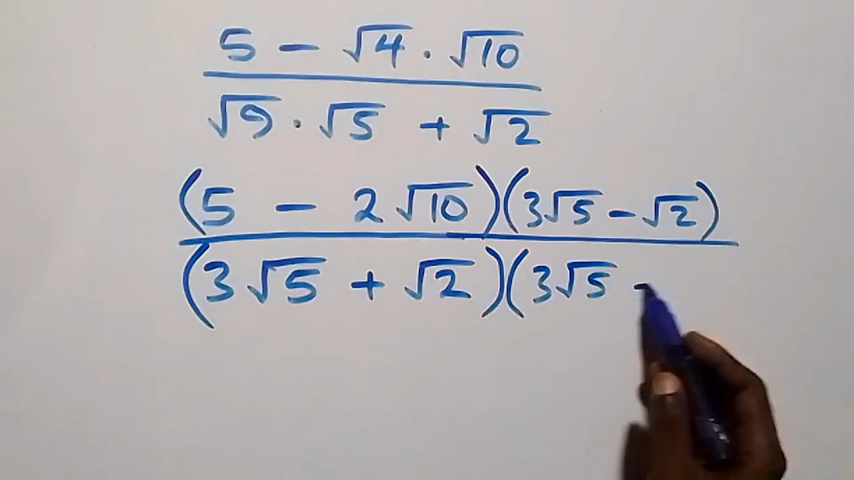 5 - √4 · √10
√9 · √5 + √2
(5 - 2√10)(3√5 - √2)
(3√5 + √2)(3√5 -